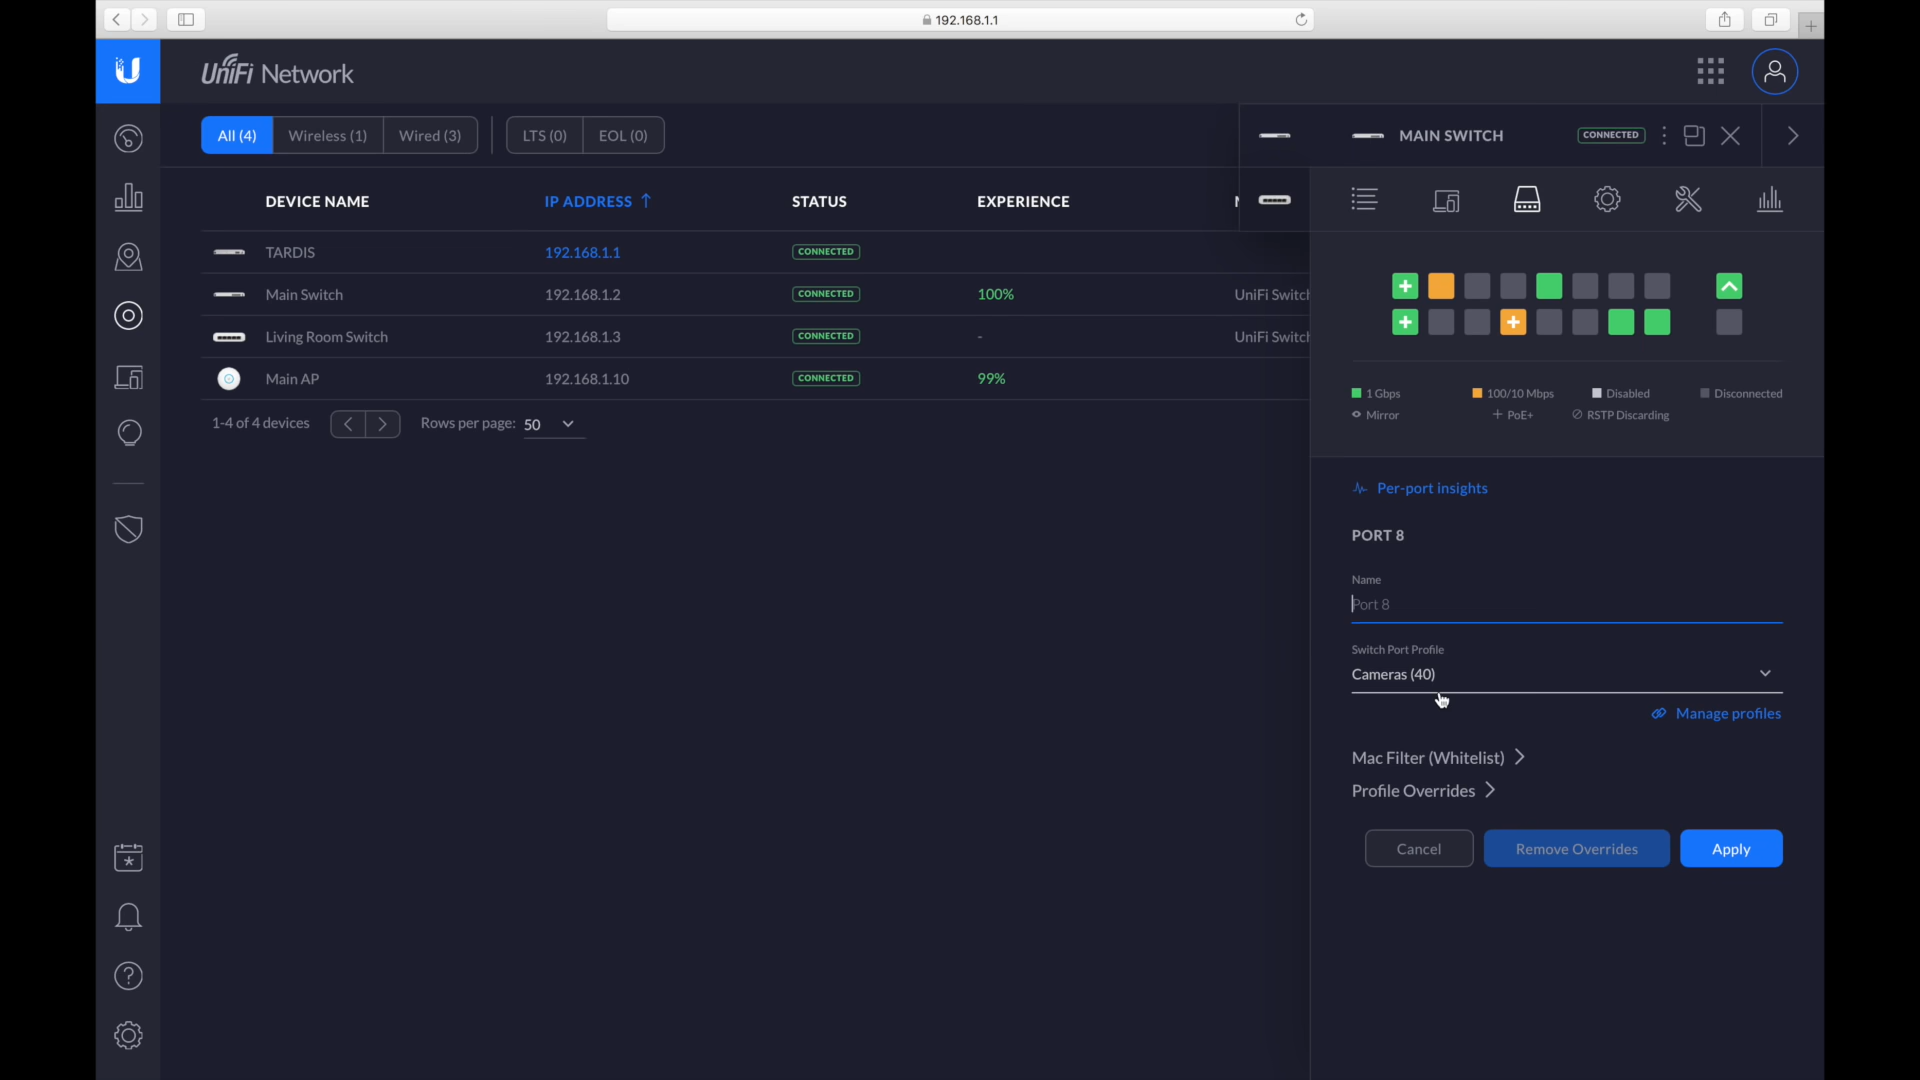 192.168.1.1
UniFi Network
All (4) Wireless (1) Wired (3) LTS (0) EOL (0)
MAIN SWITCH CONNECTED
DEVICE NAME IP ADDRESS STATUS EXPERIENCE
TARDIS 192.168.1.1 CONNECTED
Main Switch 192.168.1.2 CONNECTED 100% UniFi Switch
Living Room Switch 192.168.1.3 CONNECTED - UniFi Switch
Main AP 192.168.1.10 CONNECTED 99%
1-4 of 4 devices Rows per page: 50
1 Gbps 100/10 Mbps Disabled Disconnected
Mirror PoE+ RSTP Discarding
Per-port insights
PORT 8
Name
Port 8
Switch Port Profile
Cameras (40)
Manage profiles
Mac Filter (Whitelist)
Profile Overrides
Cancel Remove Overrides Apply